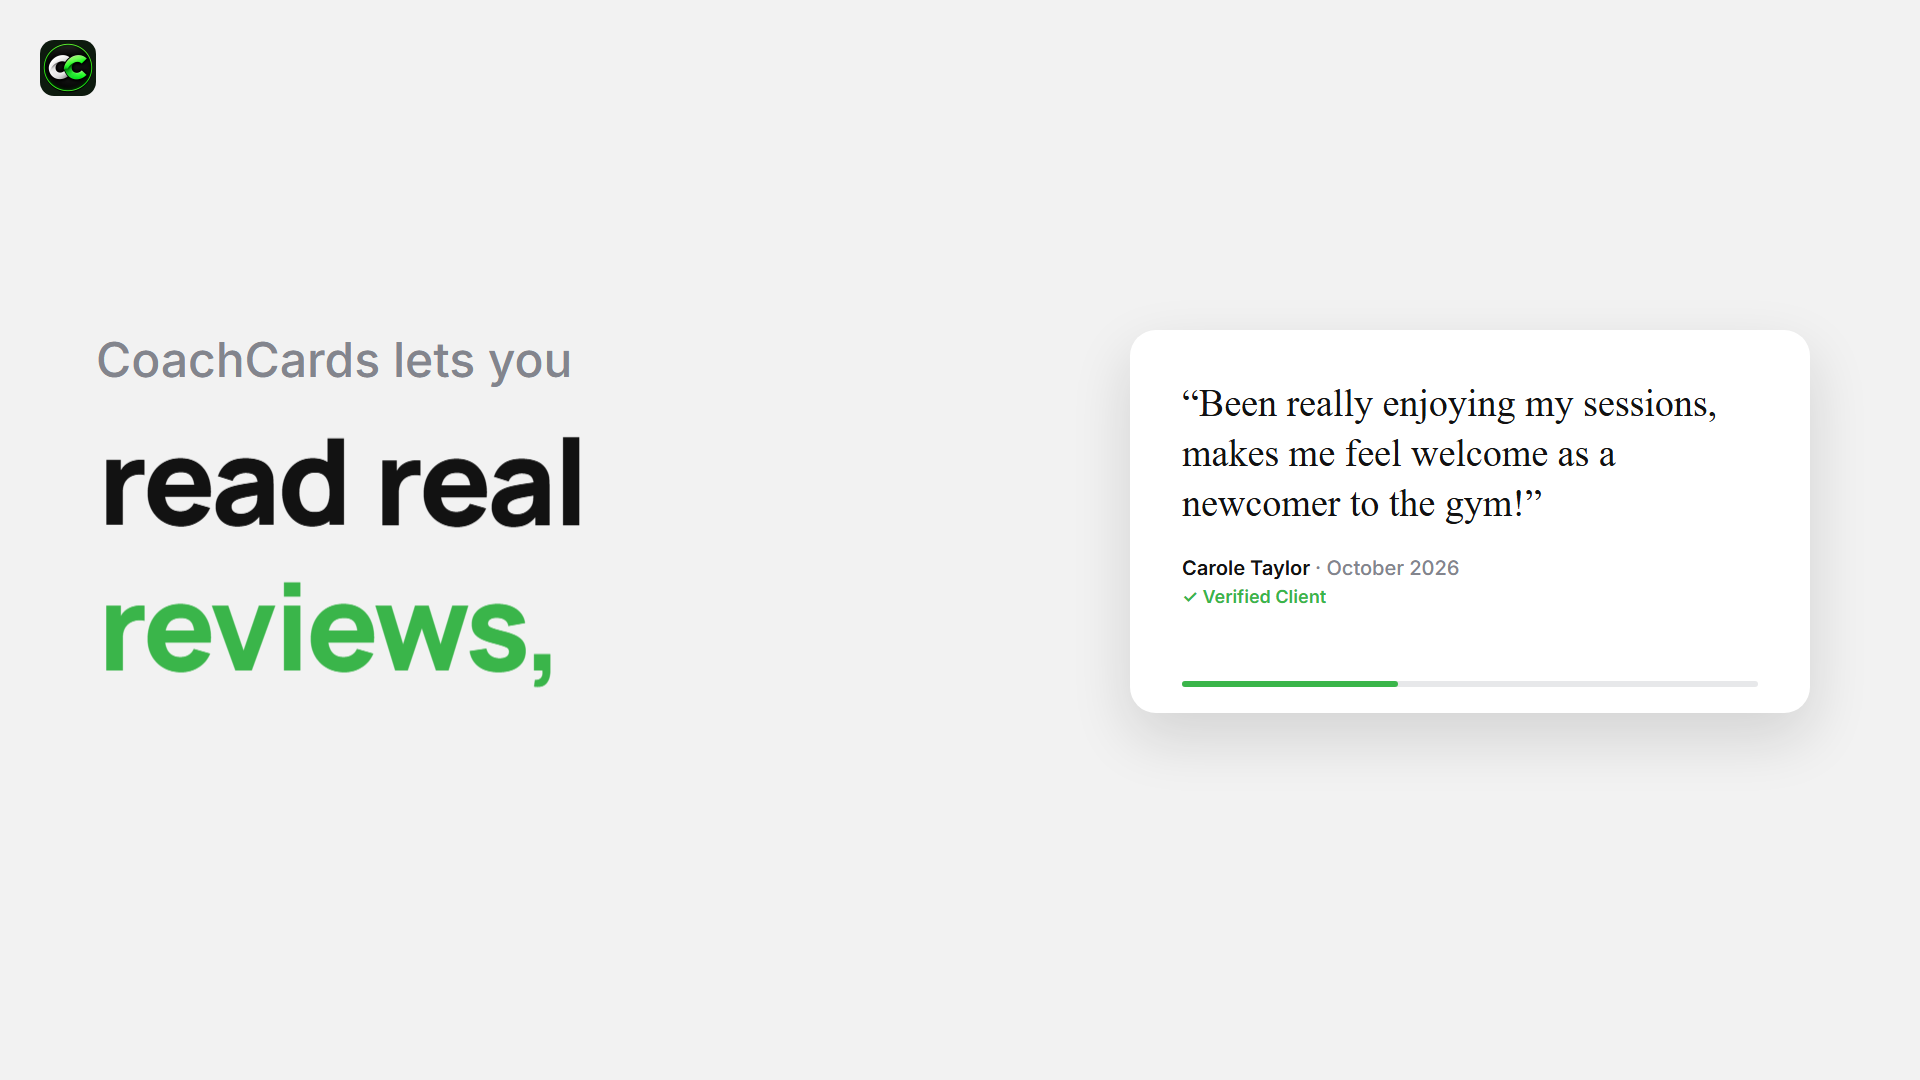 CC
CoachCards lets you
read real
reviews,
“Been really enjoying my sessions,
makes me feel welcome as a
newcomer to the gym!”
Carole Taylor · October 2026
✓ Verified Client